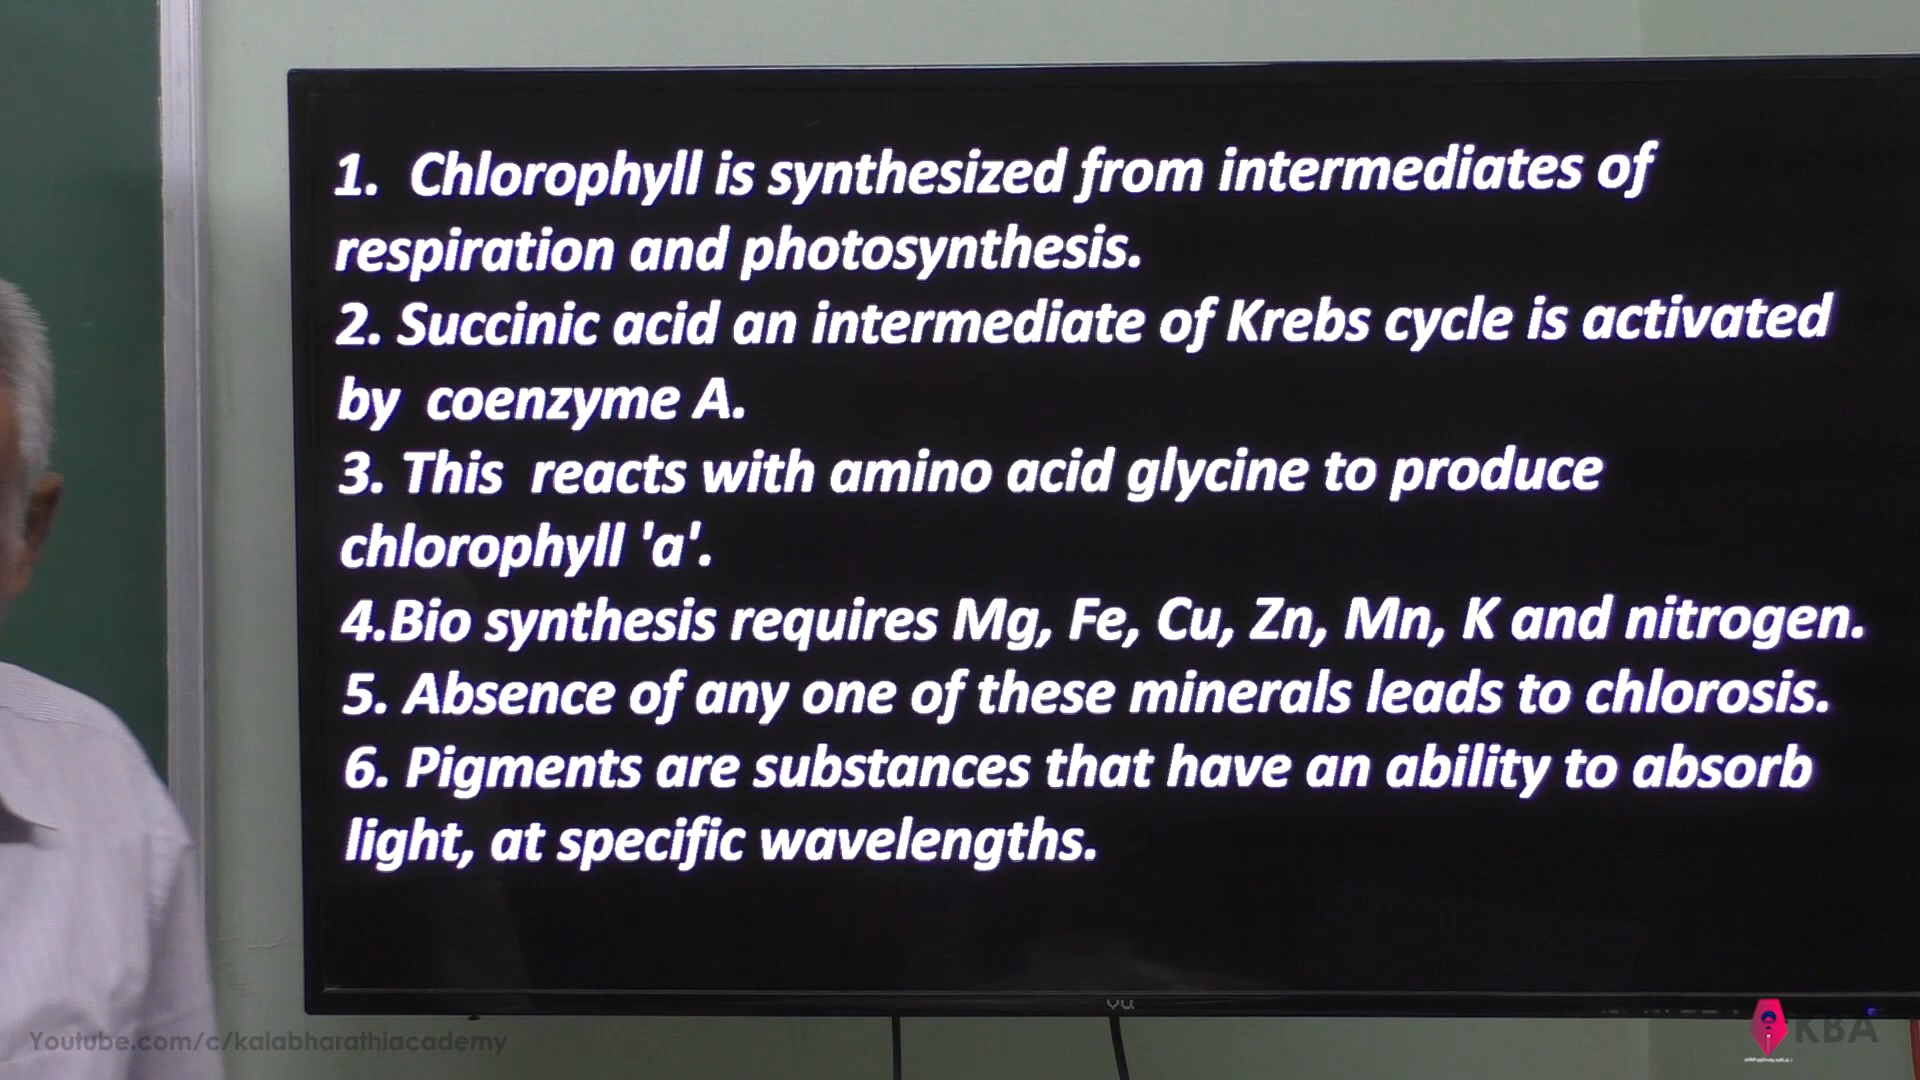 1. Chlorophyll is synthesized from intermediates of
respiration and photosynthesis.
2. Succinic acid an intermediate of Krebs cycle is activated
by coenzyme A.
3. This reacts with amino acid glycine to produce
chlorophyll 'a'.
4.Bio synthesis requires Mg, Fe, Cu, Zn, Mn, K and nitrogen.
5. Absence of any one of these minerals leads to chlorosis.
6. Pigments are substances that have an ability to absorb
light, at specific wavelengths.
VU
Youtube.com/c/kalabharathiacademy
KBA